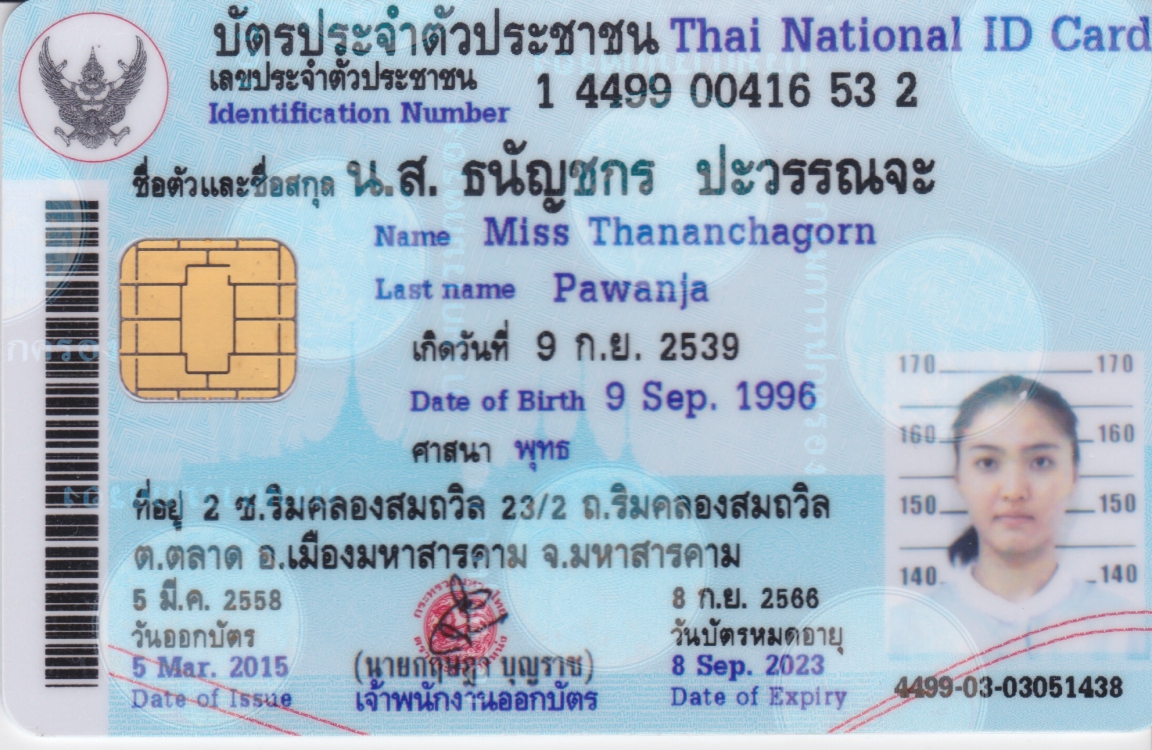 บัตรประจำตัวประชาชน Thai National ID Card
เลขประจำตัวประชาชน
Identification Number 1 4499 00416 53 2
ชื่อตัวและชื่อสกุล น.ส. ธนัญชกร ปะวรรณจะ
Name Miss Thananchagorn
Last name Pawanja
เกิดวันที่ 9 ก.ย. 2539
Date of Birth 9 Sep. 1996
ศาสนา พุทธ
ที่อยู่ 2 ซ.ริมคลองสมถวิล 23/2 ถ.ริมคลองสมถวิล
ต.ตลาด อ.เมืองมหาสารคาม จ.มหาสารคาม
5 มี.ค. 2558
วันออกบัตร
5 Mar. 2015
Date of Issue
บุญราช)
เจ้าพนักงานออกบัตร
8 ก.ย. 2566
วันบัตรหมดอายุ
8 Sep. 2023
Date of Expiry
170 170
160 160
150 150
140 140
4499-03-03051438